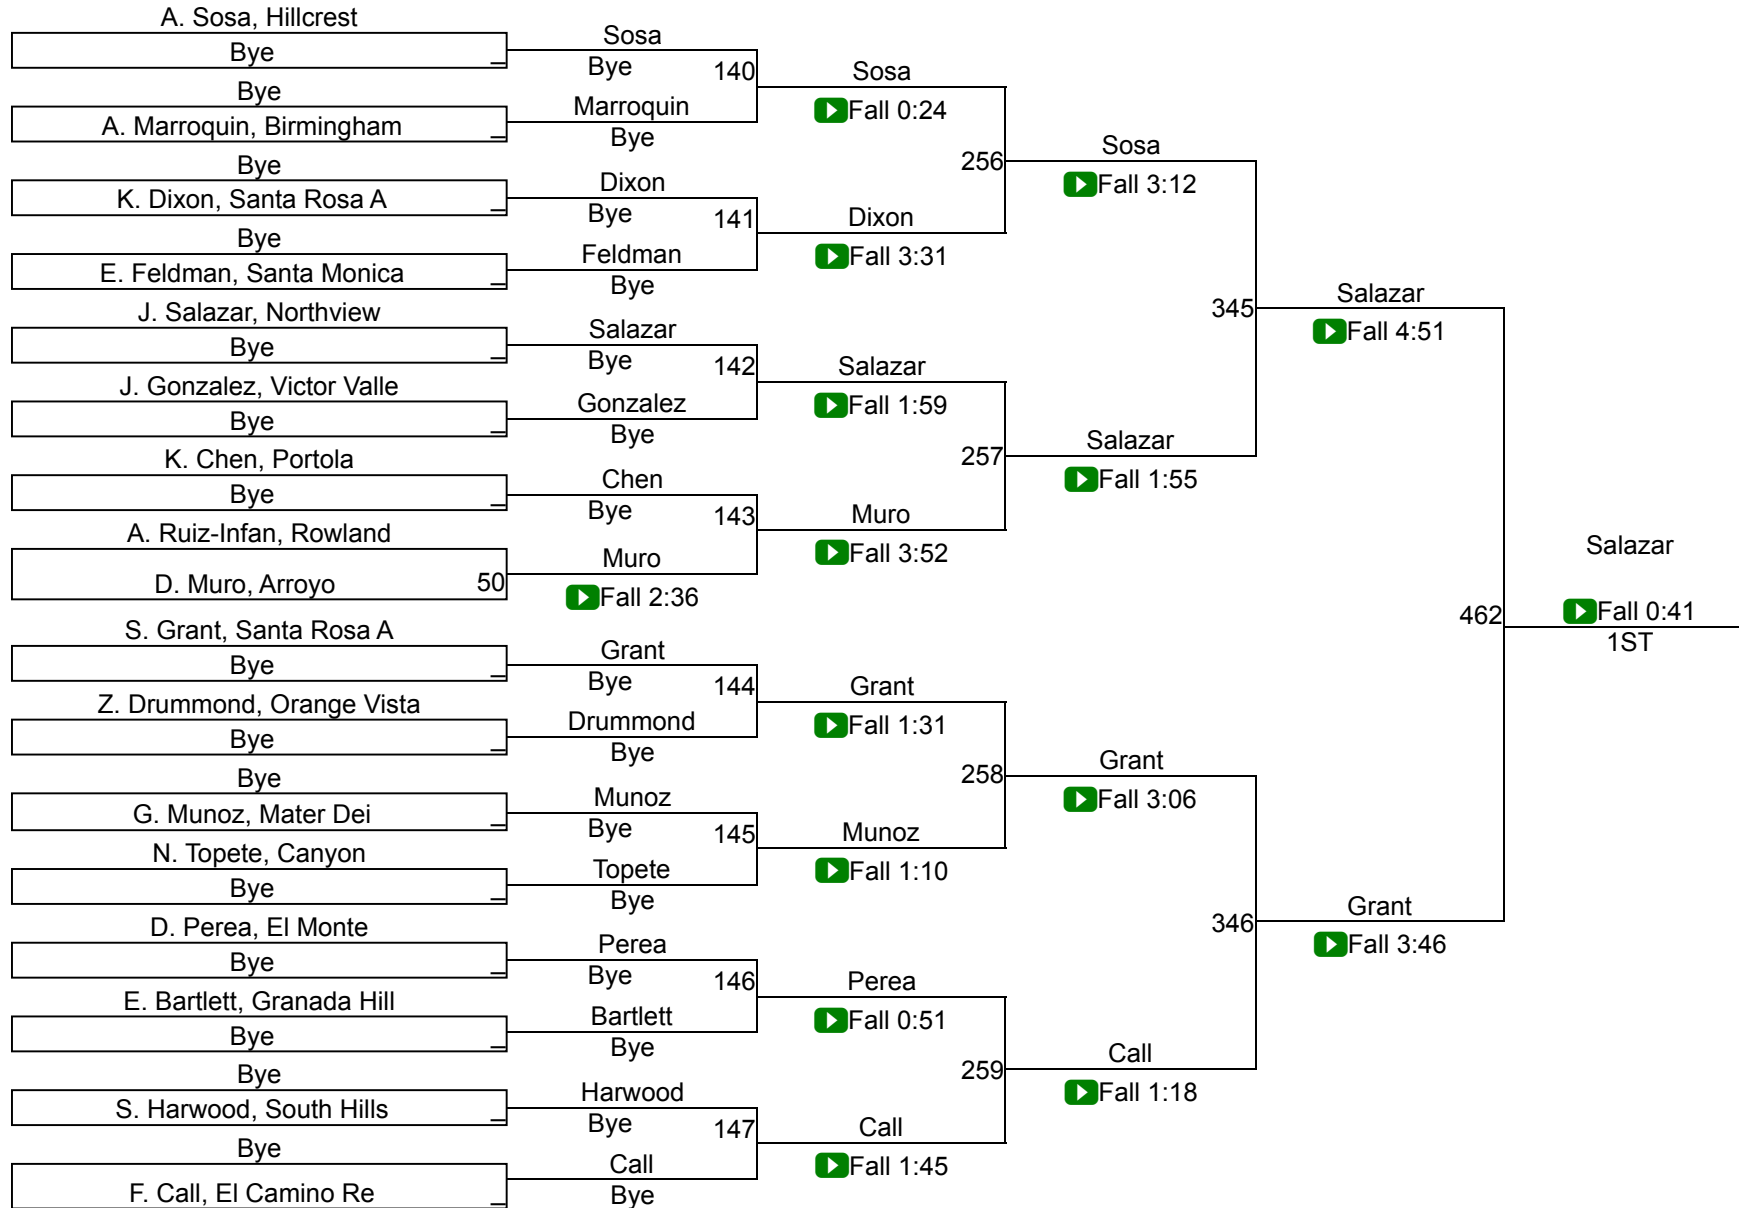 A. Sosa, Hillcrest
Bye
Bye
A. Marroquin, Birmingham
Bye
K. Dixon, Santa Rosa A
Bye
E. Feldman, Santa Monica
J. Salazar, Northview
Bye
J. Gonzalez, Victor Valle
Bye
K. Chen, Portola
Bye
A. Ruiz-Infan, Rowland
D. Muro, Arroyo 50
S. Grant, Santa Rosa A
Bye
Z. Drummond, Orange Vista
Bye
Bye
G. Munoz, Mater Dei
N. Topete, Canyon
Bye
D. Perea, El Monte
Bye
E. Bartlett, Granada Hill
Bye
Bye
S. Harwood, South Hills
Bye
F. Call, El Camino Re
Sosa
Bye 140
Marroquin
Bye
Dixon
Bye 141
Feldman
Bye
Salazar
Bye 142
Gonzalez
Bye
Chen
Bye 143
Muro
Fall 2:36
Grant
Bye 144
Drummond
Bye
Munoz
Bye 145
Topete
Bye
Perea
Bye 146
Bartlett
Bye
Harwood
Bye 147
Call
Bye
Sosa
Fall 0:24
256
Dixon
Fall 3:31
Salazar
Fall 1:59
257
Muro
Fall 3:52
Grant
Fall 1:31
258
Munoz
Fall 1:10
Perea
Fall 0:51
259
Call
Fall 1:45
Sosa
Fall 3:12
345
Salazar
Fall 1:55
Grant
Fall 3:06
346
Call
Fall 1:18
Salazar
Fall 4:51
462
Grant
Fall 3:46
Salazar
Fall 0:41
1ST